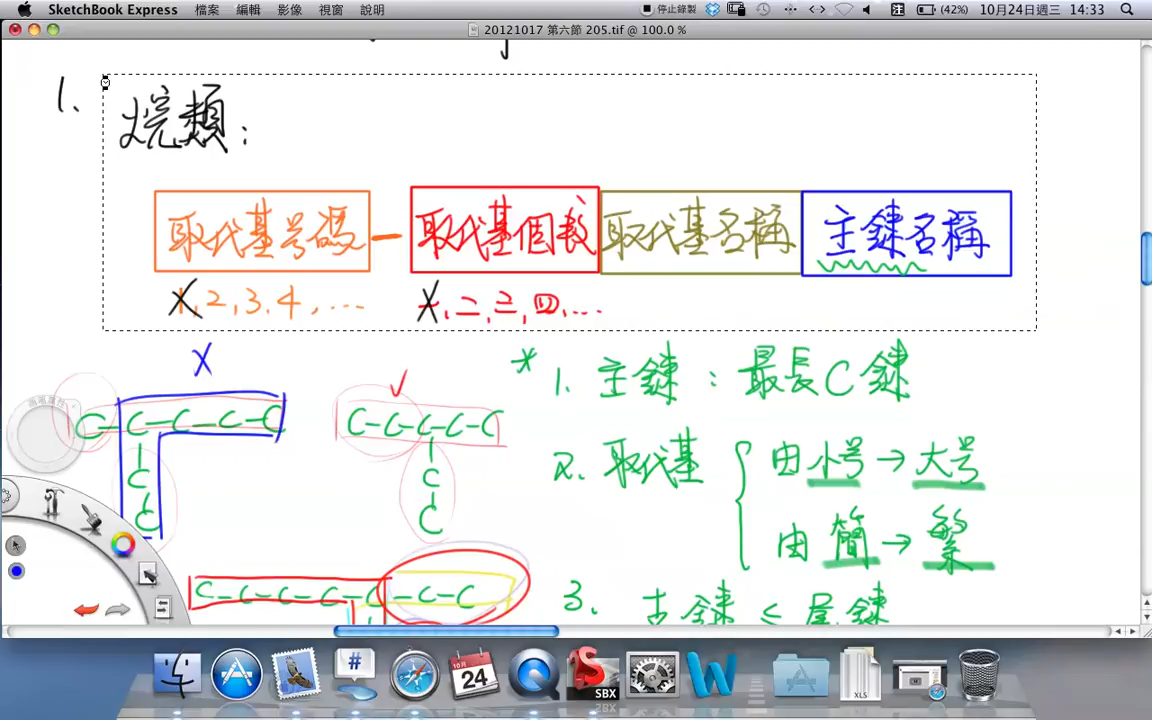 SketchBook Express 檔案 編輯 影像 視窗 說明 停止錄製 注 (42%) 10月24日週三 14:33
20121017 第六節 205.tif @ 100.0 %
1. 烷類:
取代基号碼 - 取代基個数 取代基名稱 主鏈名稱
1, 2, 3, 4, ... 一, 二, 三, 四, ...
X ✓ * 1. 主鏈 : 最長C鏈
C-C-C-C-C C-C-C-C-C
C C
C C
2. 取代基 { 由小号→大号
由簡→繁
C-C-C-C-C-C-C
3. 支鏈 ≤ 尾鏈
SBX
OCT 24
XLS